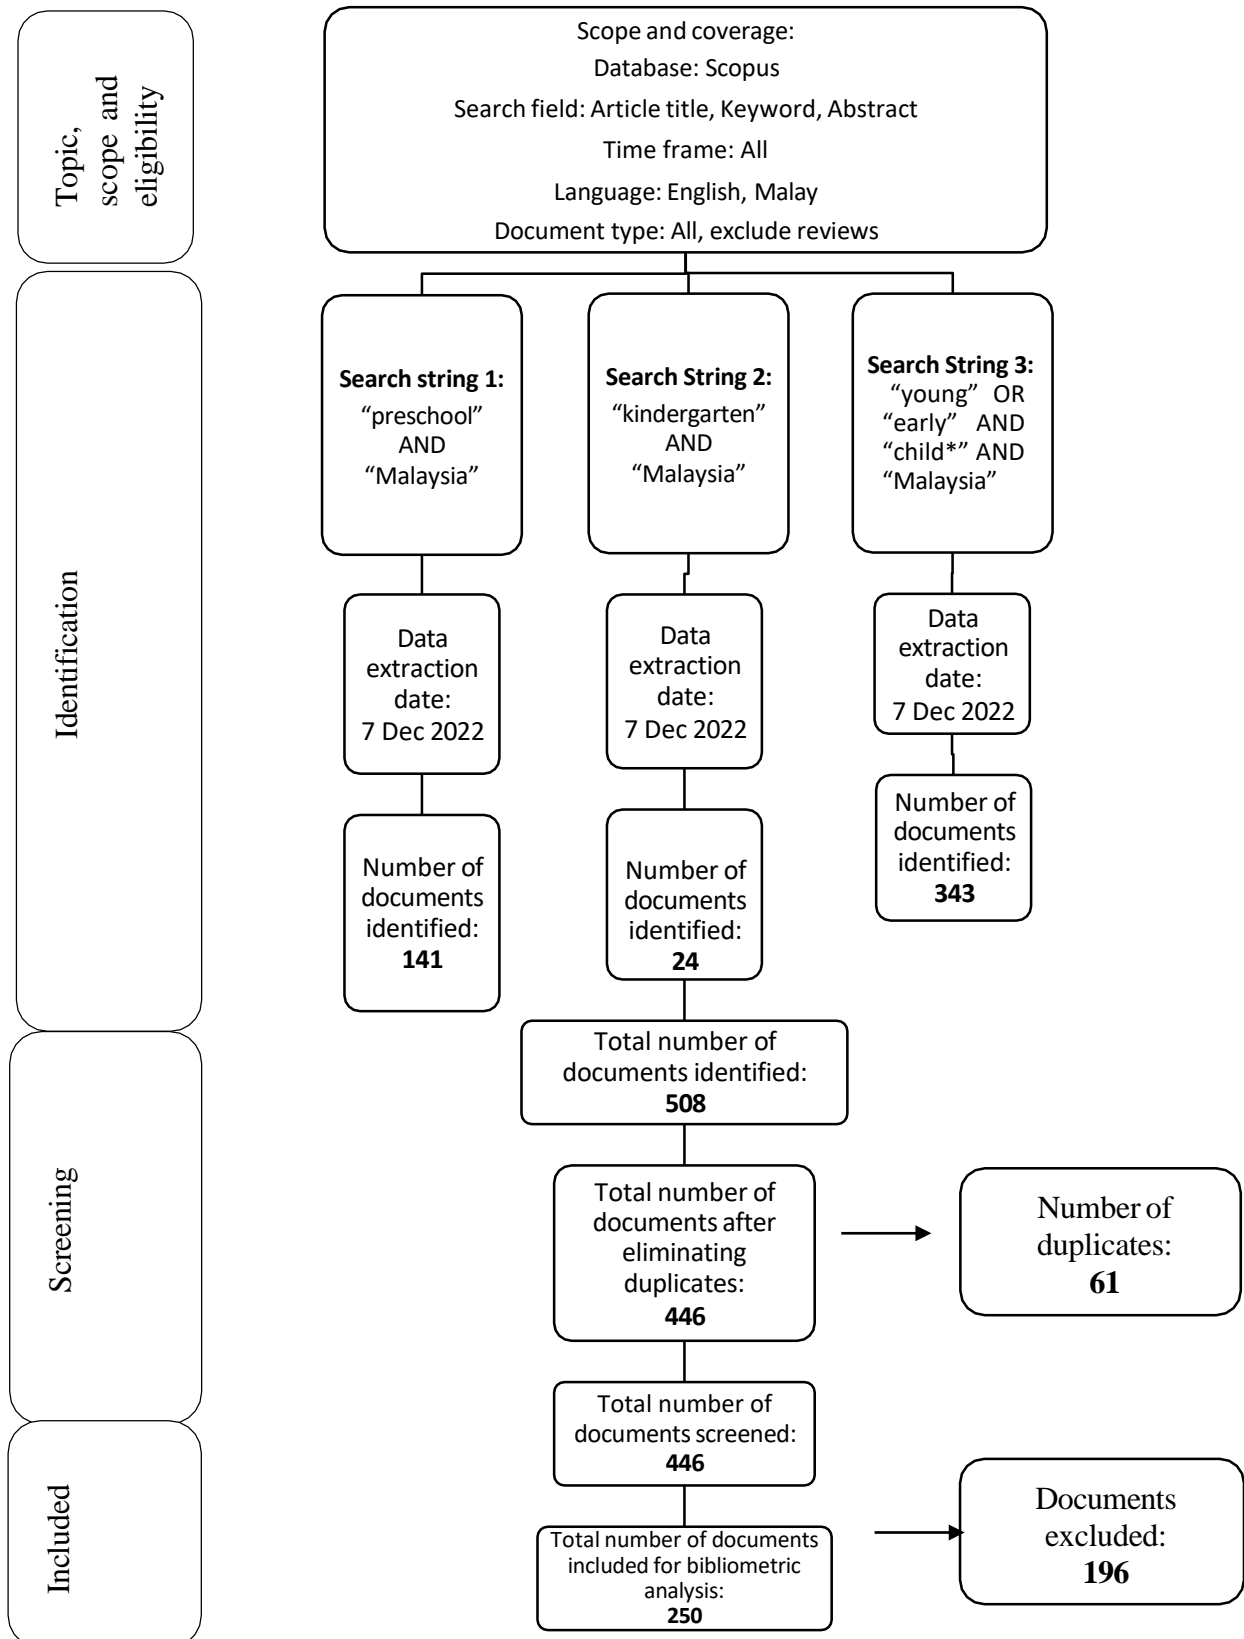 Topic,
scope and
eligibility
Scope and coverage:
Database: Scopus
Search field: Article title, Keyword, Abstract
Time frame: All
Language: English, Malay
Document type: All, exclude reviews
Identification
Search string 1:
“preschool”
AND
“Malaysia”
Search String 2:
“kindergarten”
AND
“Malaysia”
Search String 3:
“young” OR
“early” AND
“child*” AND
“Malaysia”
Data
extraction
date:
7 Dec 2022
Data
extraction
date:
7 Dec 2022
Data
extraction
date:
7 Dec 2022
Number of
documents
identified:
141
Number of
documents
identified:
24
Number of
documents
identified:
343
Total number of
documents identified:
508
Screening
Total number of
documents after
eliminating
duplicates:
446
Number of
duplicates:
61
Total number of
documents screened:
446
Included
Total number of documents
included for bibliometric
analysis:
250
Documents
excluded:
196